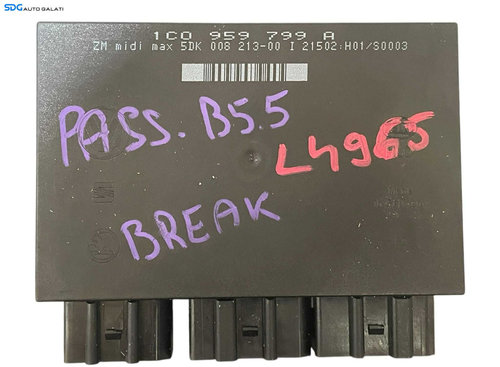 SDG AUTO GALATI
1C0 959 799 A
ZM midi max 5DK 008 213-00 I 21502:H01/S0003
PASS. B5.5
L4965
BREAK